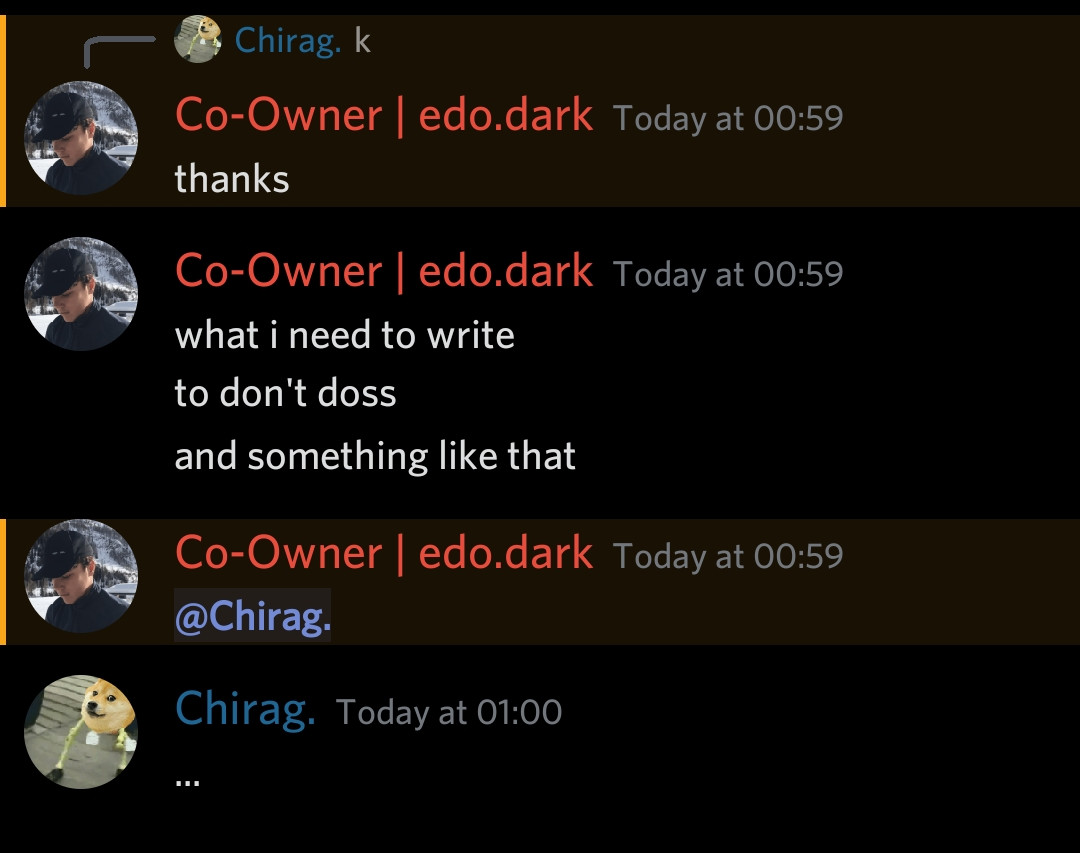 Chirag. k
Co-Owner | edo.dark Today at 00:59
thanks
Co-Owner | edo.dark Today at 00:59
what i need to write
to don't doss
and something like that
Co-Owner | edo.dark Today at 00:59
@Chirag.
Chirag. Today at 01:00
...